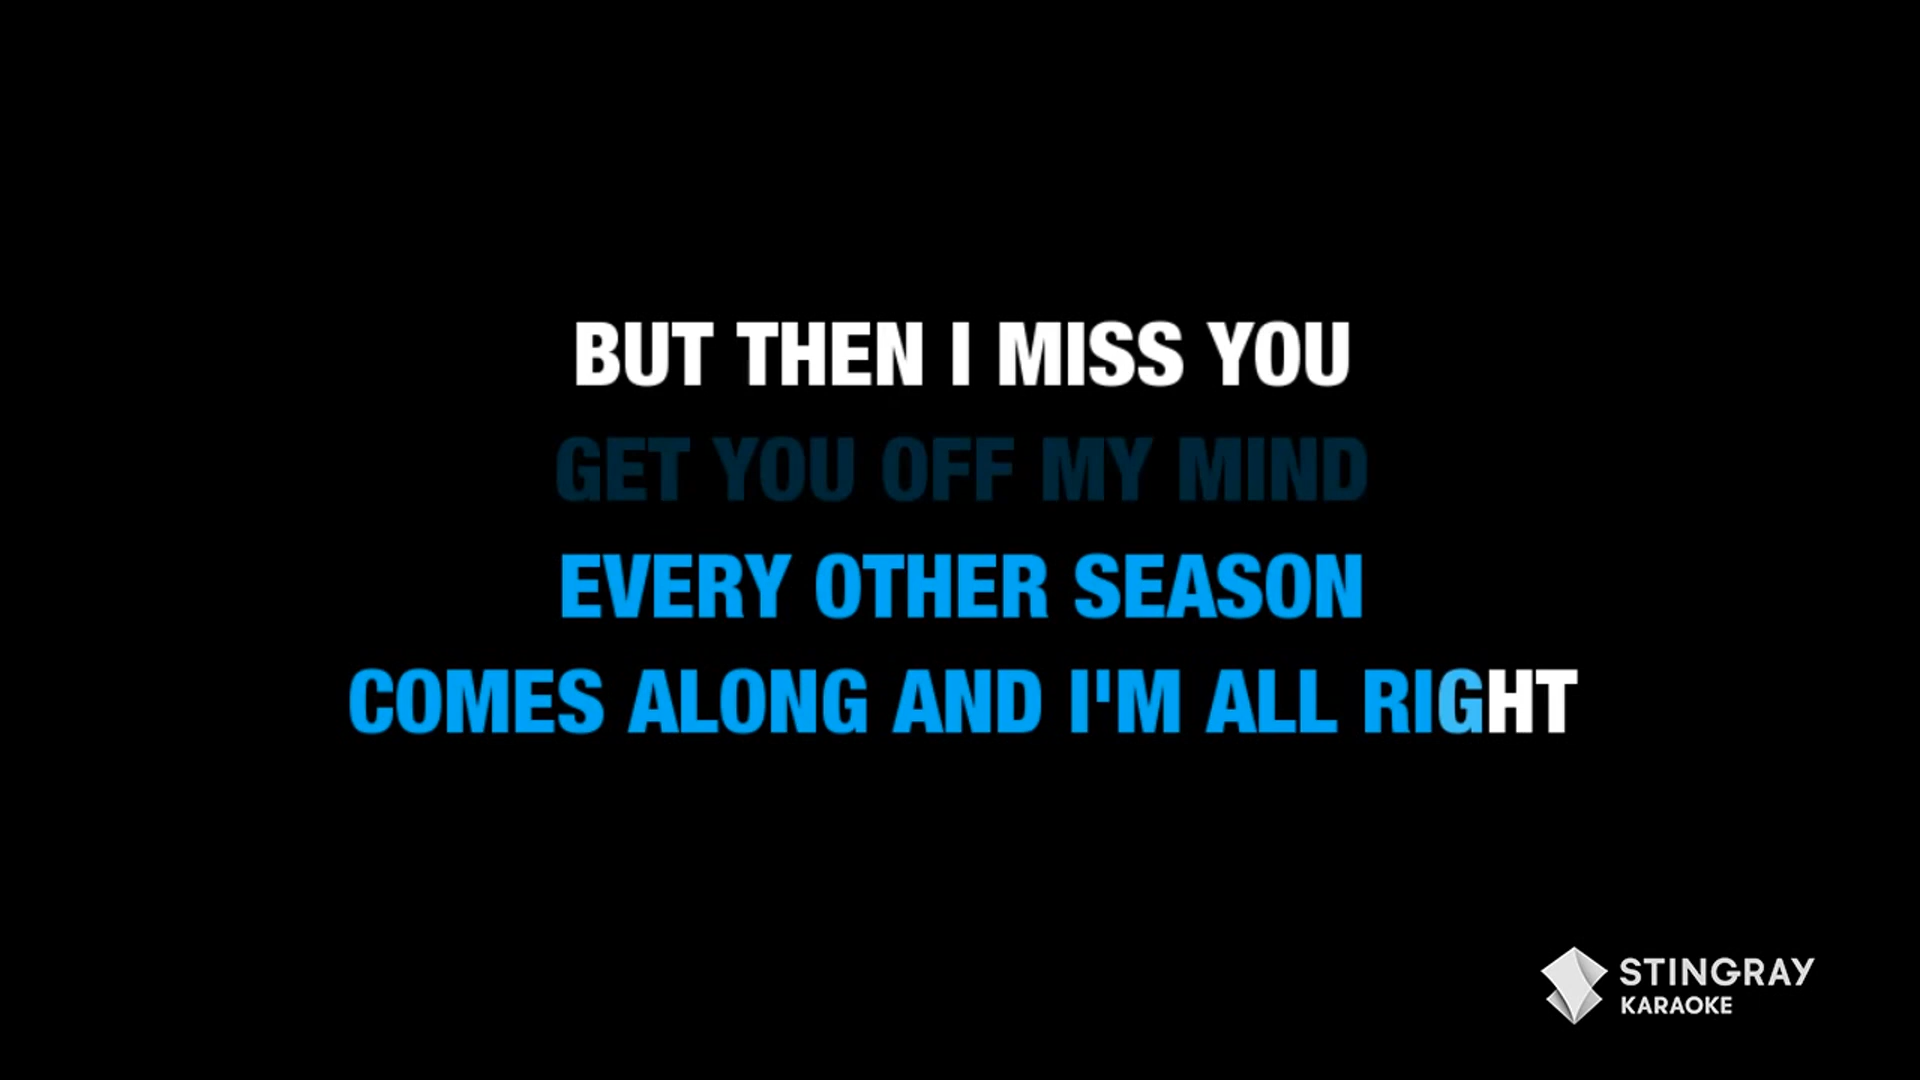 BUT THEN I MISS YOU
GET YOU OFF MY MIND
EVERY OTHER SEASON
COMES ALONG AND I'M ALL RIGHT
STINGRAY
KARAOKE